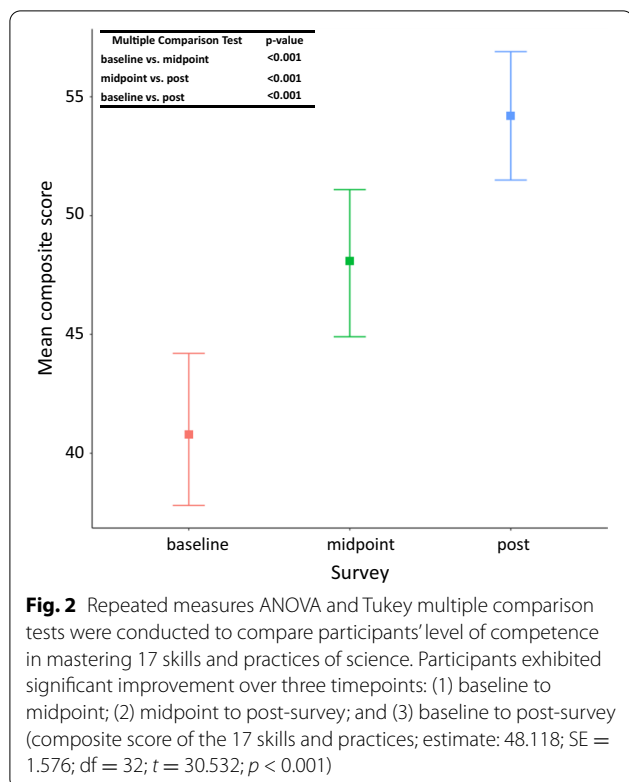 Multiple Comparison Test p-value
baseline vs. midpoint <0.001
midpoint vs. post <0.001
baseline vs. post <0.001
55
50
45
40
Mean composite score
baseline midpoint post
Survey
Fig. 2 Repeated measures ANOVA and Tukey multiple comparison
tests were conducted to compare participants’ level of competence
in mastering 17 skills and practices of science. Participants exhibited
significant improvement over three timepoints: (1) baseline to
midpoint; (2) midpoint to post-survey; and (3) baseline to post-survey
(composite score of the 17 skills and practices; estimate: 48.118; SE =
1.576; df = 32; t = 30.532; p < 0.001)